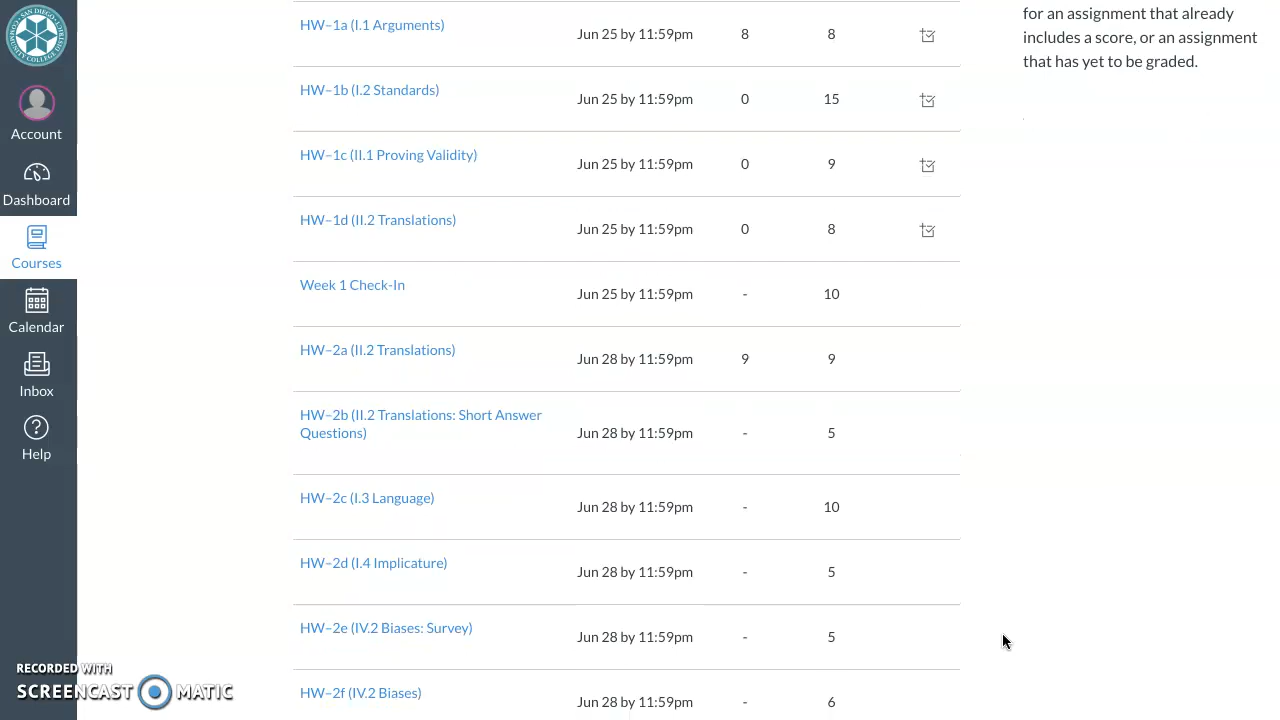 SAN DIEGO
COMMUNITY COLLEGE DISTRICT
Account
Dashboard
Courses
Calendar
Inbox
Help
HW–1a (I.1 Arguments) Jun 25 by 11:59pm 8 8
HW–1b (I.2 Standards) Jun 25 by 11:59pm 0 15
HW–1c (II.1 Proving Validity) Jun 25 by 11:59pm 0 9
HW–1d (II.2 Translations) Jun 25 by 11:59pm 0 8
Week 1 Check-In Jun 25 by 11:59pm - 10
HW–2a (II.2 Translations) Jun 28 by 11:59pm 9 9
HW–2b (II.2 Translations: Short Answer
Questions) Jun 28 by 11:59pm - 5
HW–2c (I.3 Language) Jun 28 by 11:59pm - 10
HW–2d (I.4 Implicature) Jun 28 by 11:59pm - 5
HW–2e (IV.2 Biases: Survey) Jun 28 by 11:59pm - 5
HW–2f (IV.2 Biases) Jun 28 by 11:59pm - 6
for an assignment that already
includes a score, or an assignment
that has yet to be graded.
RECORDED WITH
SCREENCAST MATIC